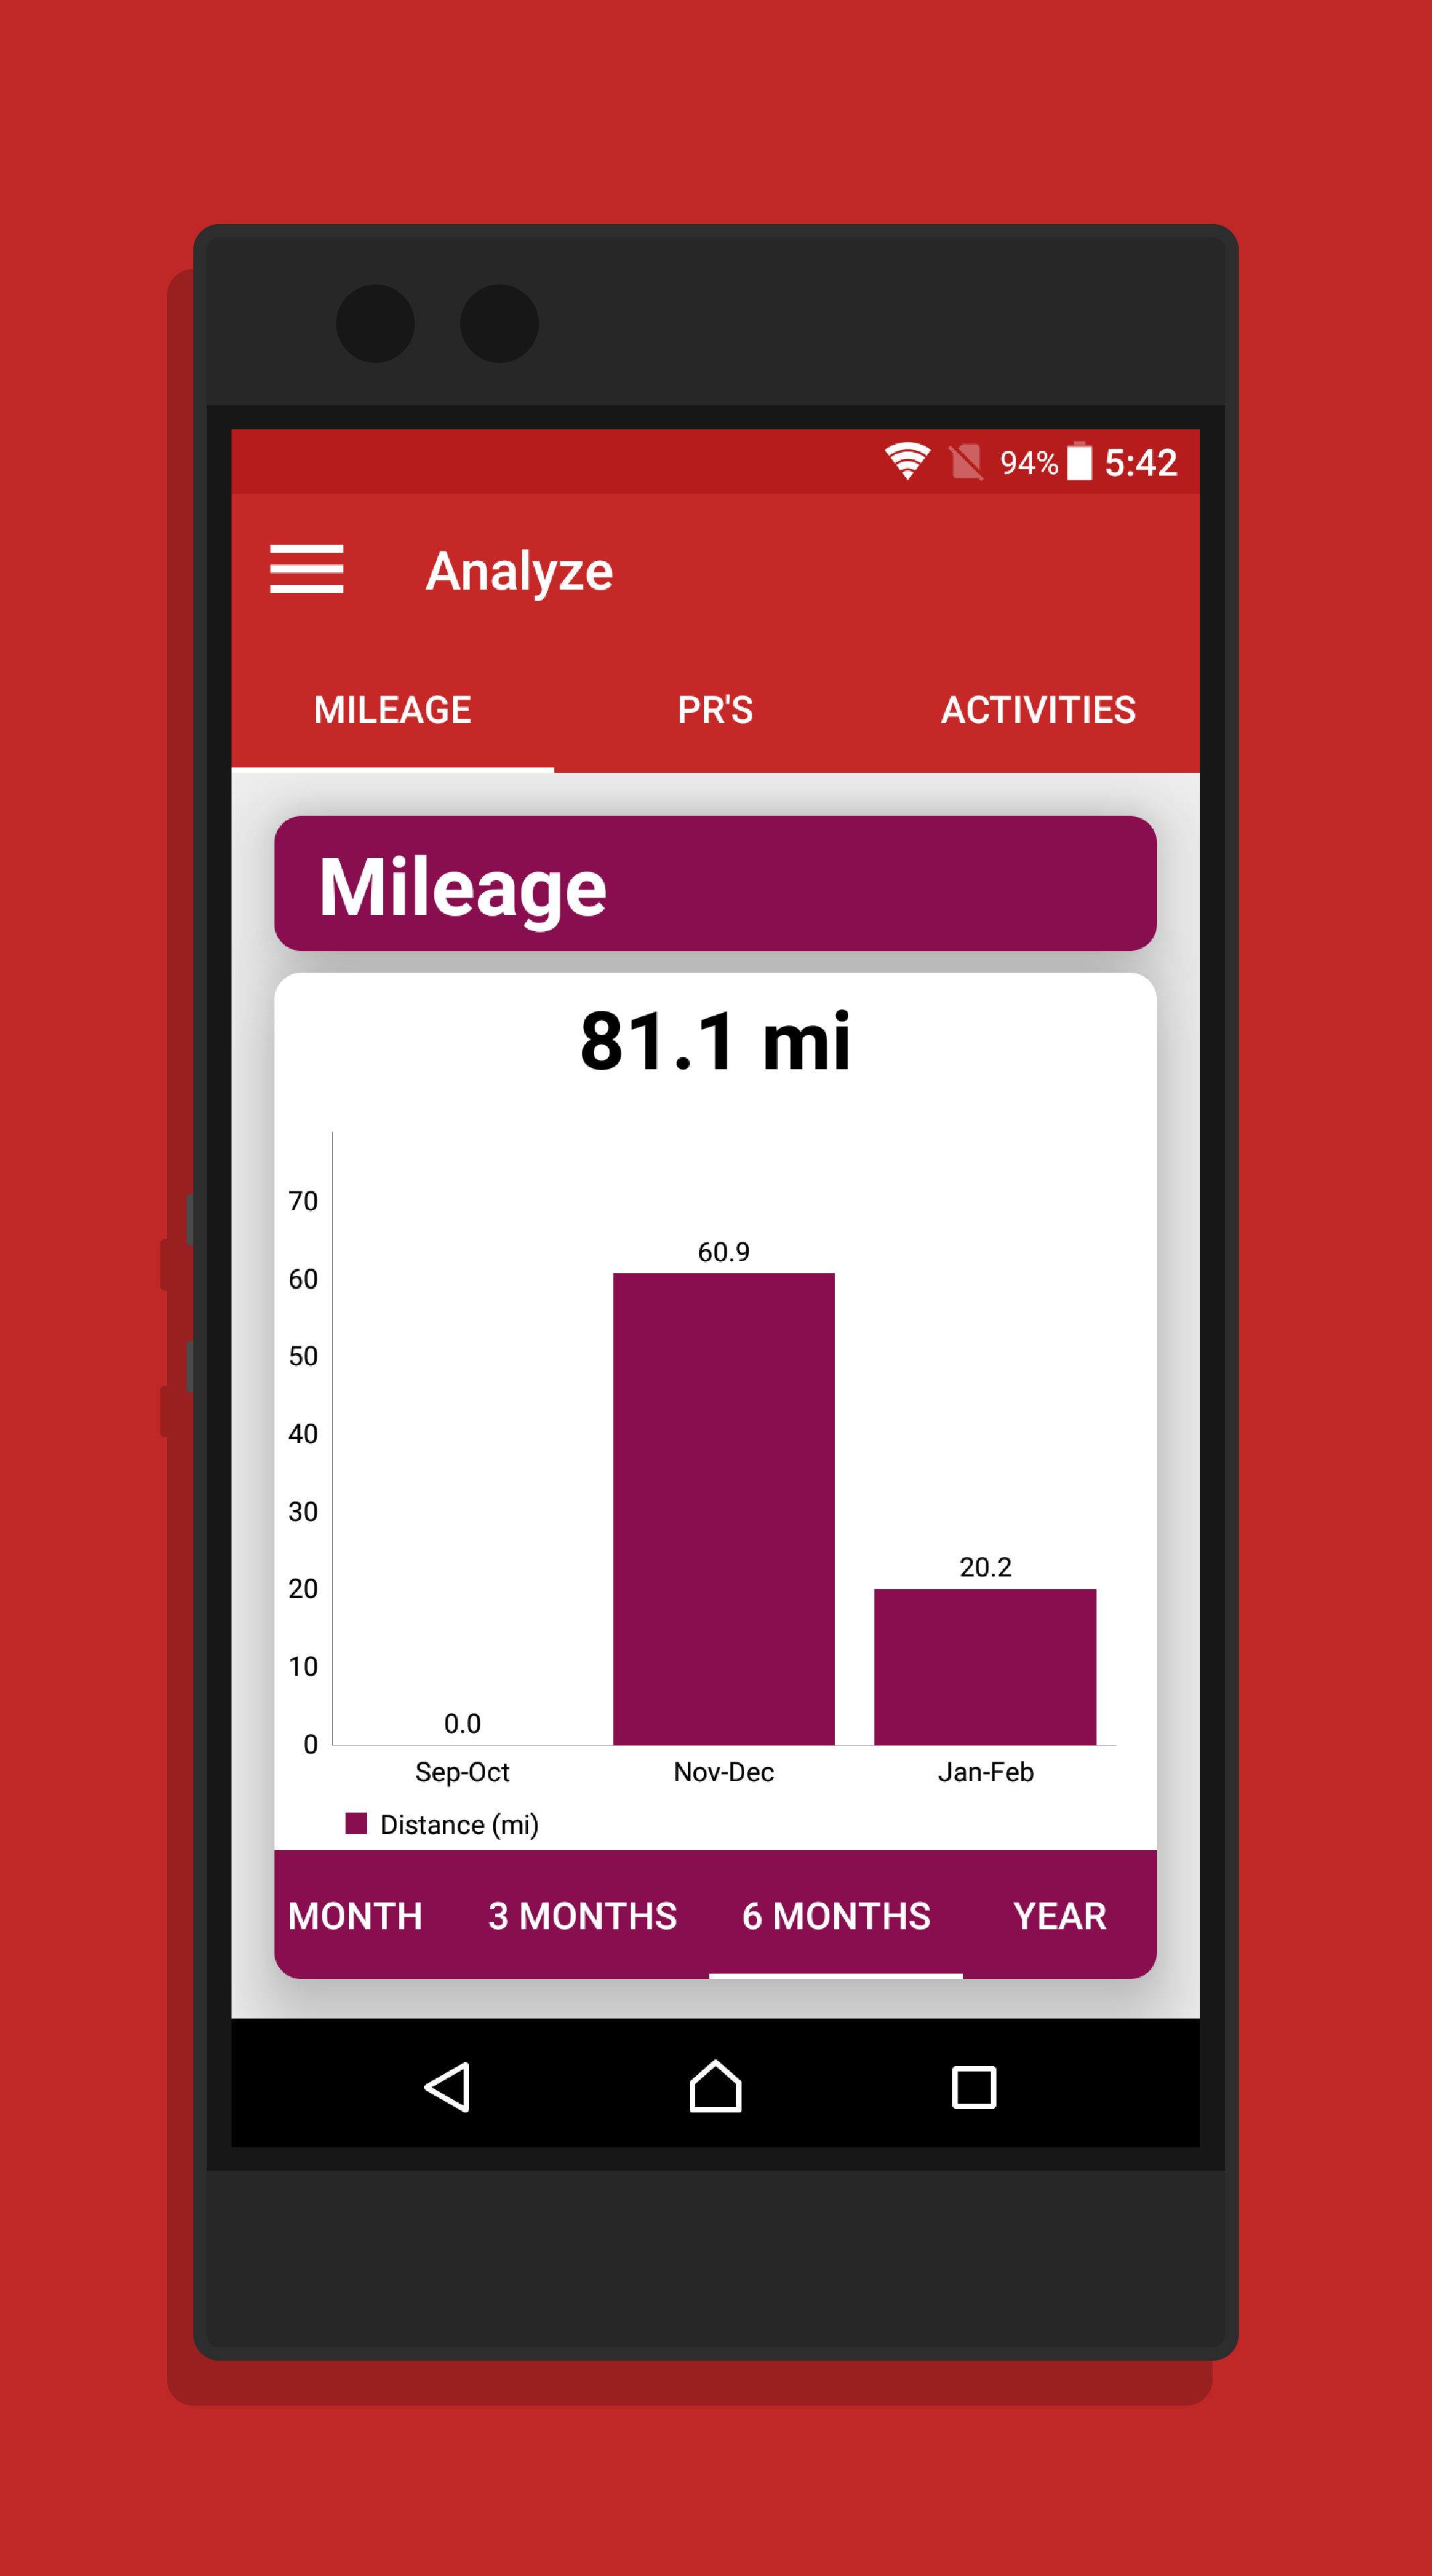 94% 5:42
Analyze
MILEAGE PR'S ACTIVITIES
Mileage
81.1 mi
70
60.9
60
50
40
30
20.2
20
10
0.0
0
Sep-Oct Nov-Dec Jan-Feb
Distance (mi)
MONTH 3 MONTHS 6 MONTHS YEAR